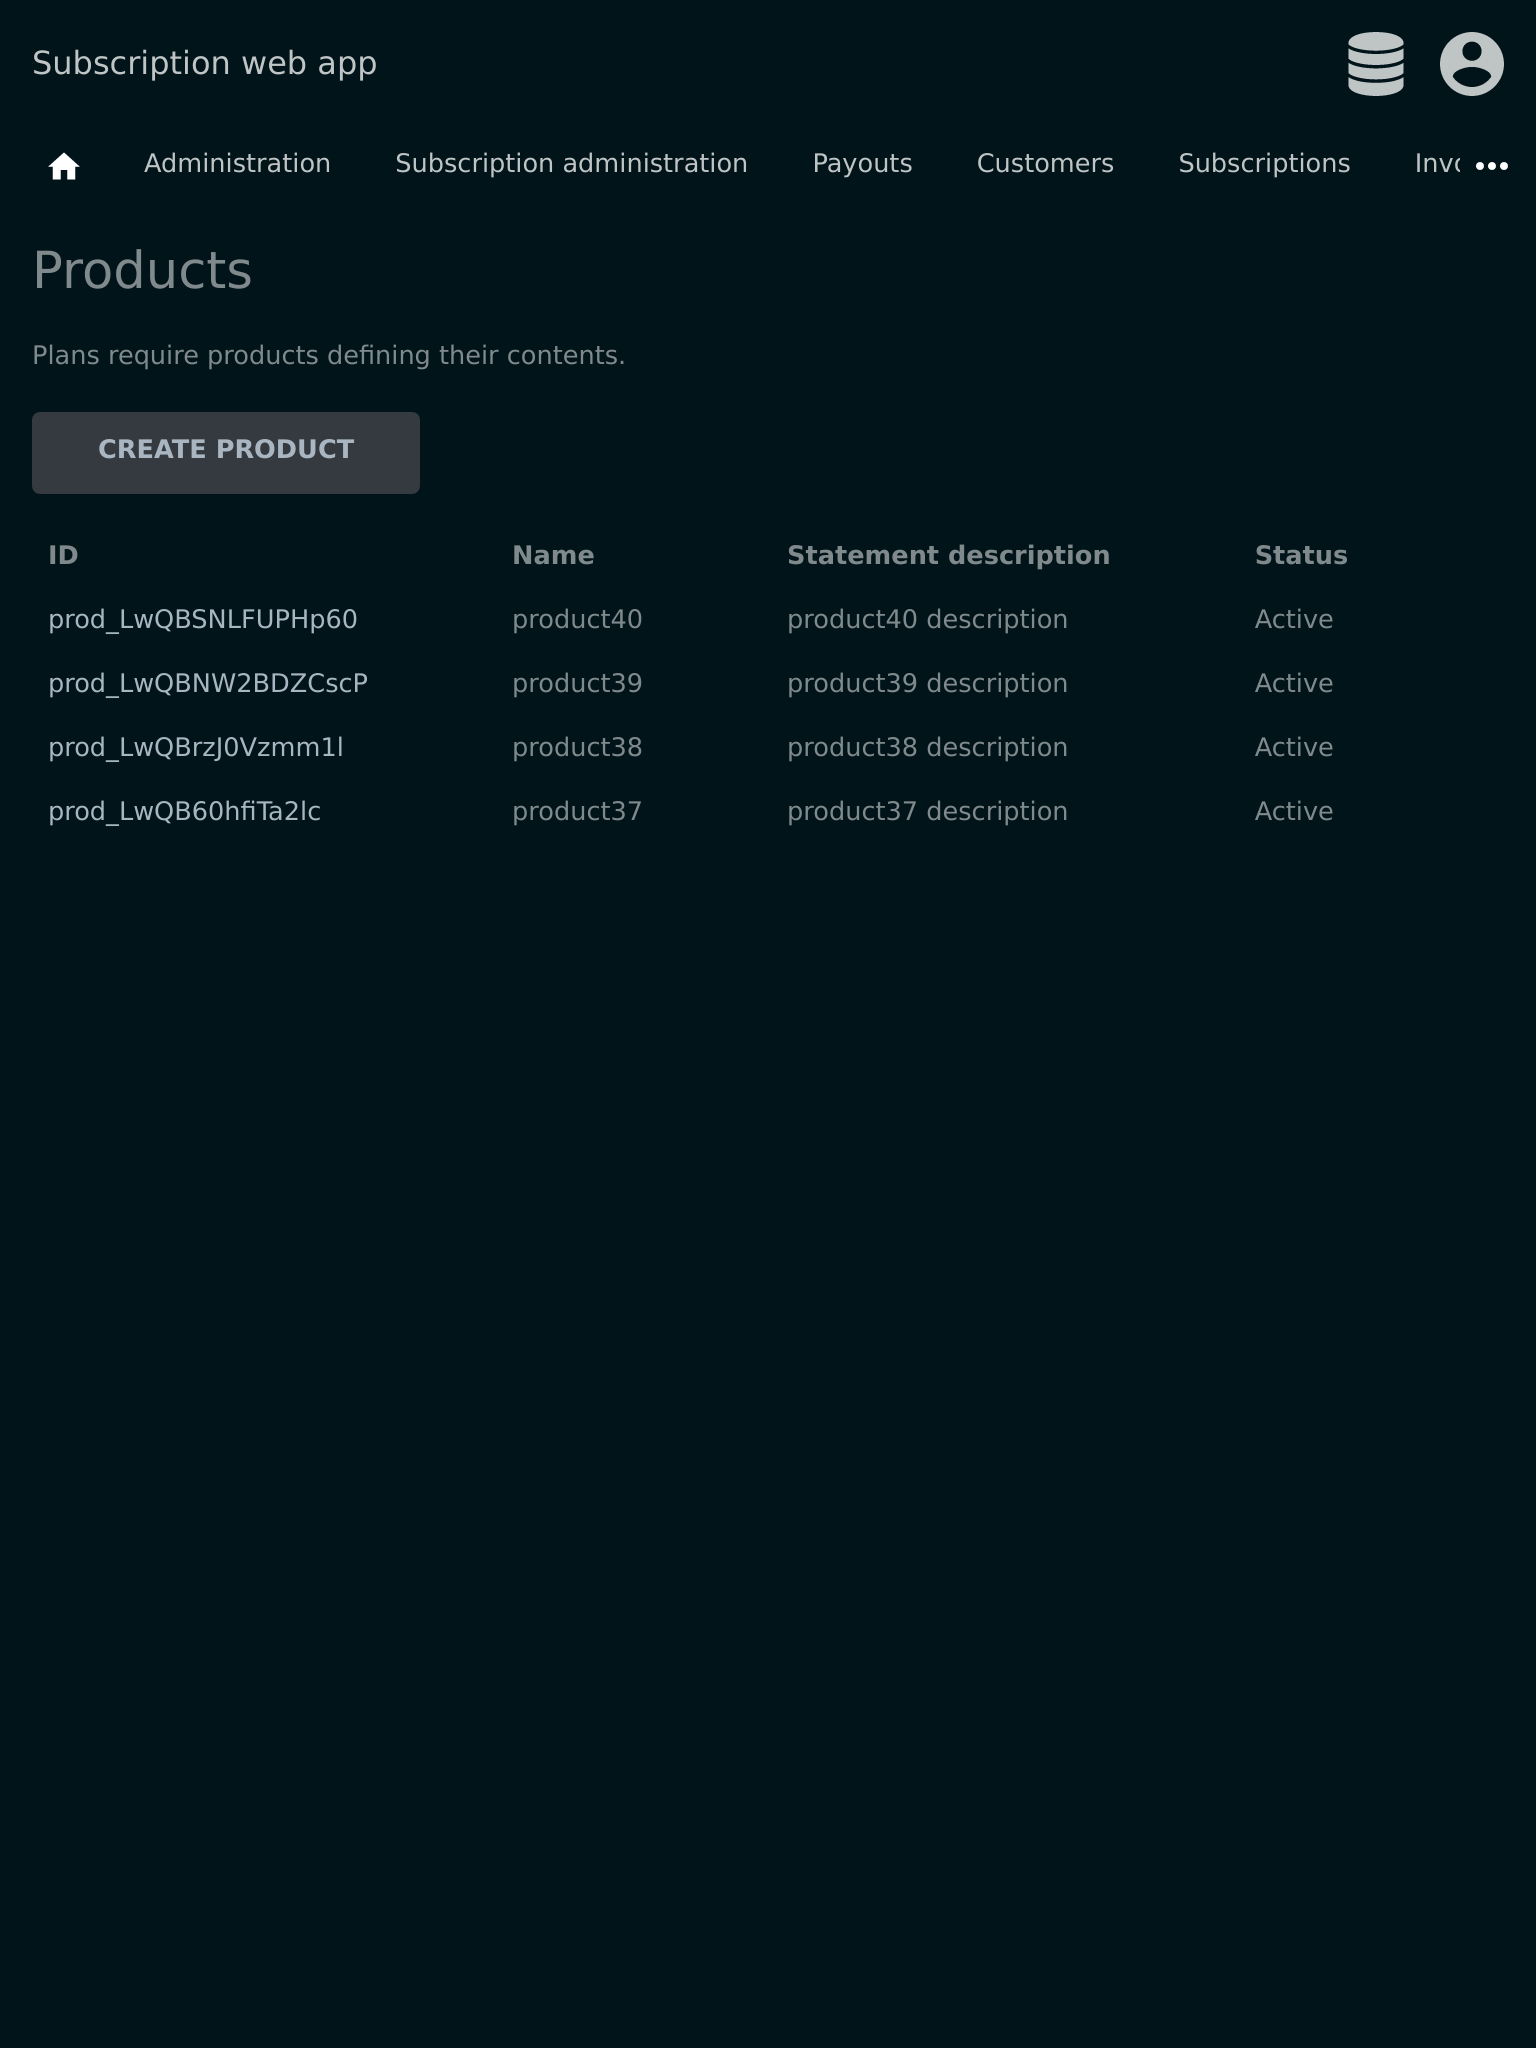 Subscription web app
Administration Subscription administration Payouts Customers Subscriptions
Products
Plans require products defining their contents.
CREATE PRODUCT
ID Name Statement description Status
prod_LwQBSNLFUPHp60 product40 product40 description Active
prod_LwQBNW2BDZCscP product39 product39 description Active
prod_LwQBrzJ0Vzmm1l product38 product38 description Active
prod_LwQB60hfiTa2lc product37 product37 description Active